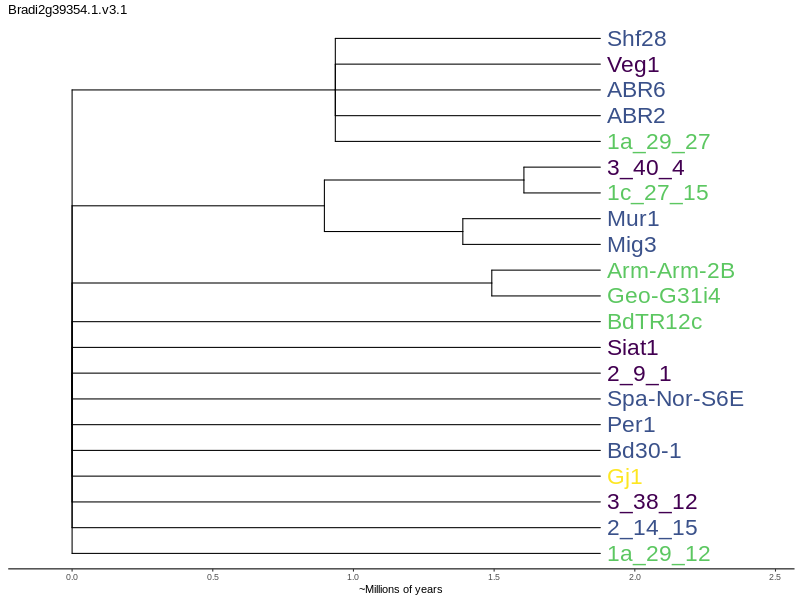 Bradi2g39354.1.v3.1
Shf28
Veg1
ABR6
ABR2
1a_29_27
3_40_4
1c_27_15
Mur1
Mig3
Arm-Arm-2B
Geo-G31i4
BdTR12c
Siat1
2_9_1
Spa-Nor-S6E
Per1
Bd30-1
Gj1
3_38_12
2_14_15
1a_29_12
0.0 0.5 1.0 1.5 2.0 2.5
~Millions of years